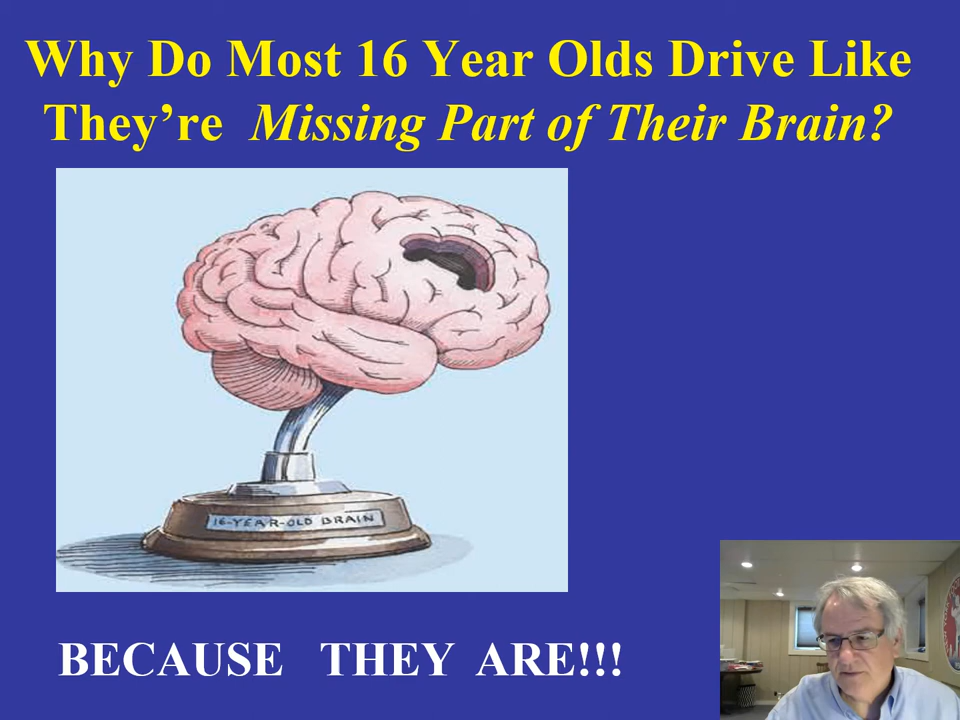 Why Do Most 16 Year Olds Drive Like
They’re Missing Part of Their Brain?
16-YEAR-OLD BRAIN
BECAUSE THEY ARE!!!